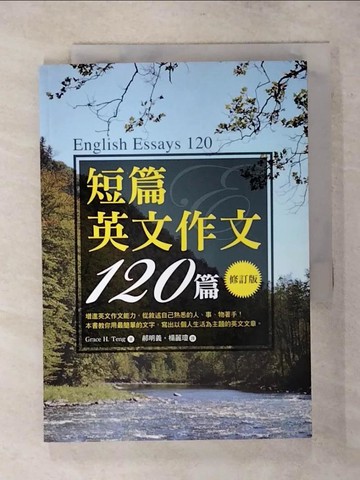 English Essays 120
短篇
英文作文
120篇
修訂版
增進英文作文能力,從敘述自己熟悉的人、事、物著手!
本書教你用最簡單的文字,寫出以個人生活為主題的英文文章。
Grace H. Teng 著 郝明義・楊麗瓊 譯